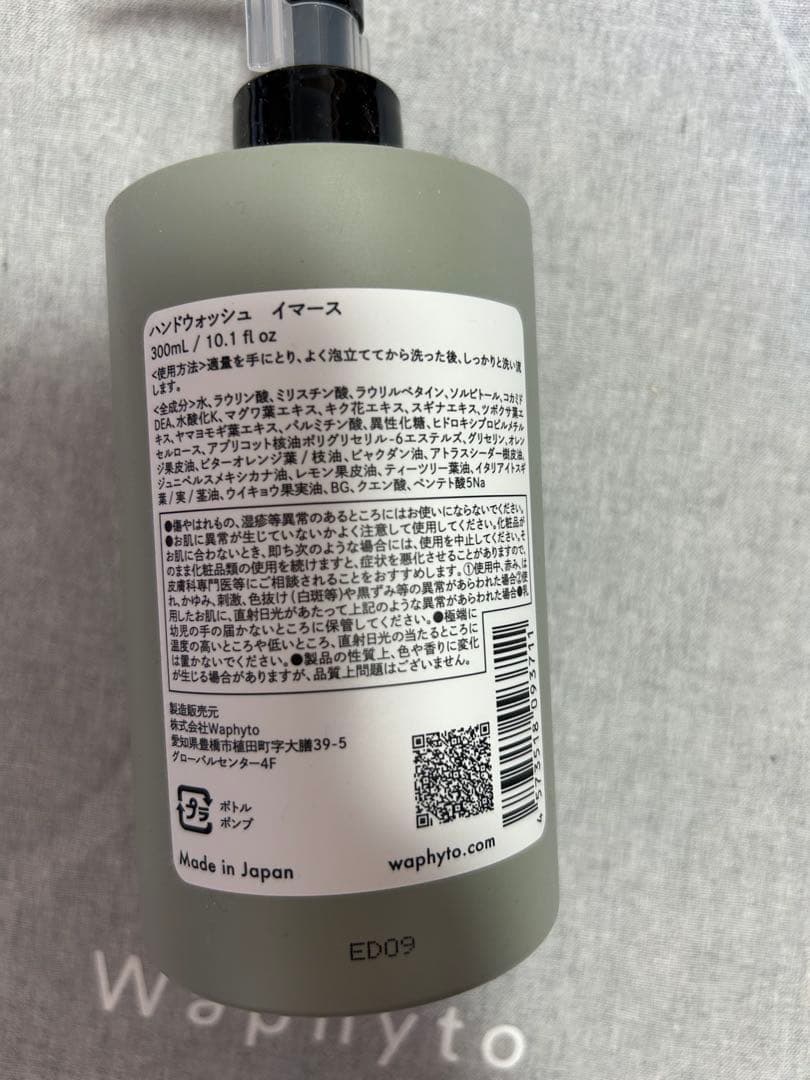 ハンドウォッシュ　イマース
300mL / 10.1 fl oz
<使用方法>適量を手にとり、よく泡立ててから洗った後、しっかりと洗い流
します。
<全成分>水、ラウリン酸、ミリスチン酸、ラウリルベタイン、ソルビトール、コカミド
DEA、水酸化K、マグワ葉エキス、キク花エキス、スギナエキス、ツボクサ葉エ
キス、ヤマヨモギ葉エキス、パルミチン酸、異性化糖、ヒドロキシプロピルメチル
セルロース、アプリコット核油ポリグリセリル-6エステルズ、グリセリン、オレン
ジ果皮油、ビターオレンジ葉/枝油、ビャクダン油、アトラスシーダー樹皮油、
ジュニペルスメキシカナ油、レモン果皮油、ティーツリー葉油、イタリアイトスギ
葉/実/茎油、ウイキョウ果実油、BG、クエン酸、ペンテト酸5Na
●傷やはれもの、湿疹等異常のあるところにはお使いにならないでください。
●お肌に異常が生じていないかよく注意して使用してください。化粧品が
お肌に合わないとき、即ち次のような場合には、使用を中止してください。そ
のまま化粧品類の使用を続けますと、症状を悪化させることがありますので、
皮膚科専門医等にご相談されることをおすすめします。①使用中、赤み、は
れ、かゆみ、刺激、色抜け（白斑等）や黒ずみ等の異常があらわれた場合②使
用したお肌に、直射日光があたって上記のような異常があらわれた場合●乳
幼児の手の届かないところに保管してください。●極端に
温度の高いところや低いところ、直射日光の当たるところに
は置かないでください。●製品の性質上、色や香りに変化
が生じる場合がありますが、品質上問題はございません。
製造販売元
株式会社Waphyto
愛知県豊橋市植田町字大膳39-5
グローバルセンター4F
プラ
ボトル
ポンプ
Made in Japan
waphyto.com
4573518093711
ED09
Waphyto